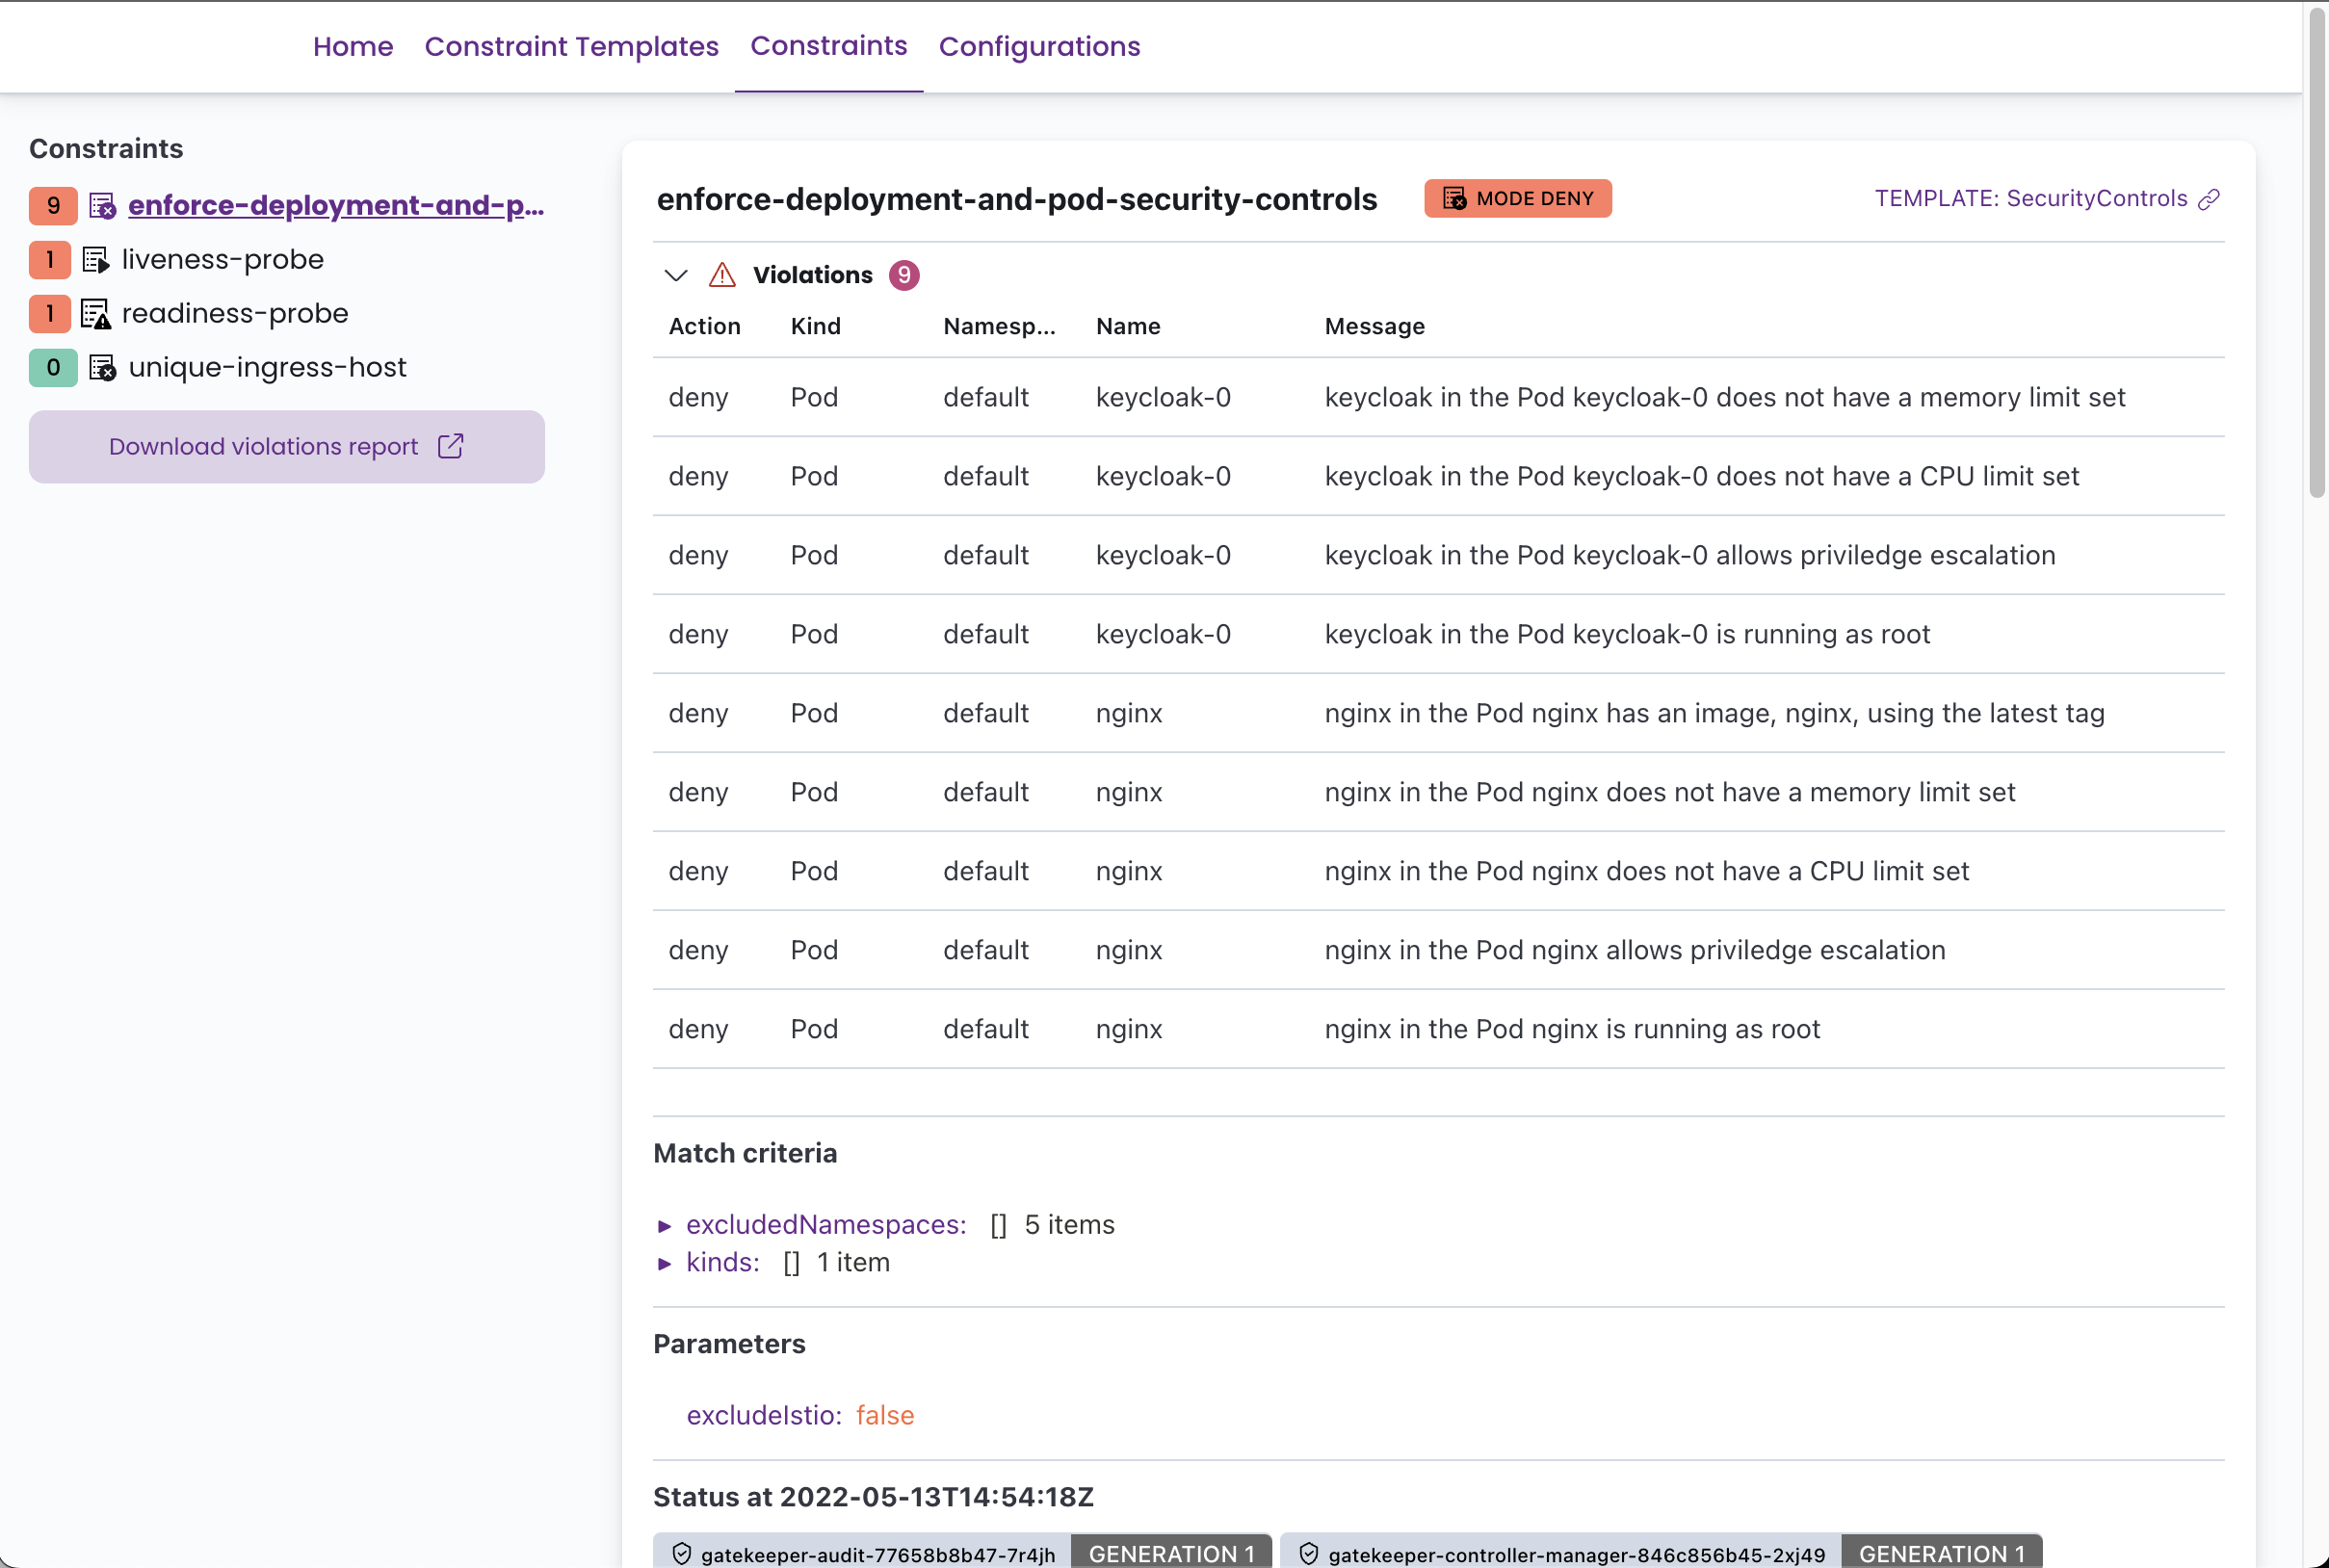 Home Constraint Templates Constraints Configurations
Constraints
9 enforce-deployment-and-p...
1 liveness-probe
1 readiness-probe
0 unique-ingress-host
Download violations report
enforce-deployment-and-pod-security-controls MODE DENY TEMPLATE: SecurityControls
Violations 9
Action Kind Namesp... Name Message
deny Pod default keycloak-0 keycloak in the Pod keycloak-0 does not have a memory limit set
deny Pod default keycloak-0 keycloak in the Pod keycloak-0 does not have a CPU limit set
deny Pod default keycloak-0 keycloak in the Pod keycloak-0 allows priviledge escalation
deny Pod default keycloak-0 keycloak in the Pod keycloak-0 is running as root
deny Pod default nginx nginx in the Pod nginx has an image, nginx, using the latest tag
deny Pod default nginx nginx in the Pod nginx does not have a memory limit set
deny Pod default nginx nginx in the Pod nginx does not have a CPU limit set
deny Pod default nginx nginx in the Pod nginx allows priviledge escalation
deny Pod default nginx nginx in the Pod nginx is running as root
Match criteria
excludedNamespaces: [] 5 items
kinds: [] 1 item
Parameters
excludeIstio: false
Status at 2022-05-13T14:54:18Z
gatekeeper-audit-77658b8b47-7r4jh GENERATION 1 gatekeeper-controller-manager-846c856b45-2xj49 GENERATION 1